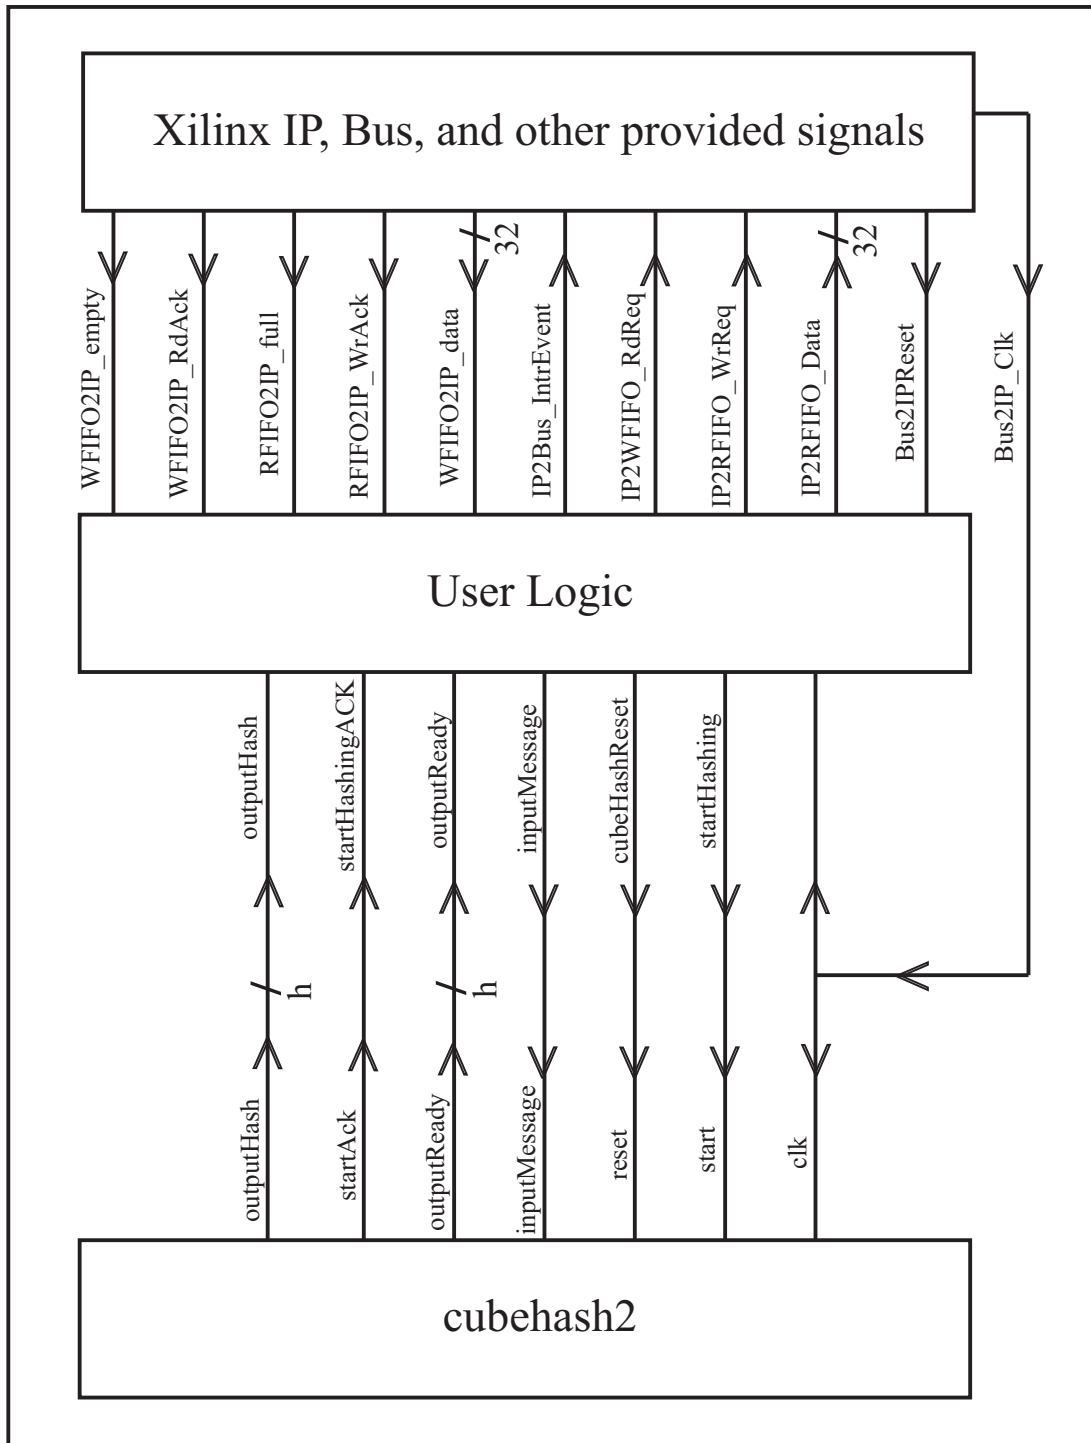 Xilinx IP, Bus, and other provided signals
WFIFO2IP_empty
WFIFO2IP_RdAck
RFIFO2IP_full
RFIFO2IP_WrAck
WFIFO2IP_data
32
IP2Bus_IntrEvent
IP2WFIFO_RdReq
IP2RFIFO_WrReq
IP2RFIFO_Data
32
Bus2IPReset
Bus2IP_Clk
User Logic
outputHash
startHashingACK
outputReady
inputMessage
cubeHashReset
startHashing
h
h
outputHash
startAck
outputReady
inputMessage
reset
start
clk
cubehash2